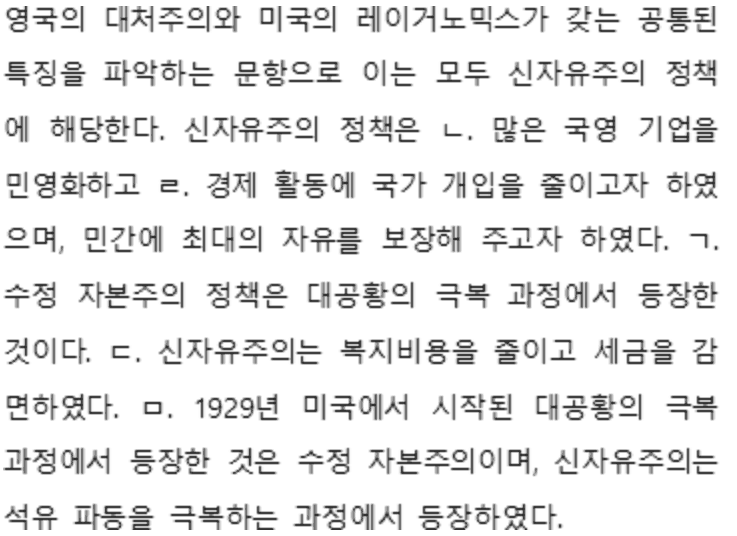 영국의 대처주의와 미국의 레이거노믹스가 갖는 공통된
특징을 파악하는 문항으로 이는 모두 신자유주의 정책
에 해당한다. 신자유주의 정책은 ㄴ. 많은 국영 기업을
민영화하고 ㄹ. 경제 활동에 국가 개입을 줄이고자 하였
으며, 민간에 최대의 자유를 보장해 주고자 하였다. ㄱ.
수정 자본주의 정책은 대공황의 극복 과정에서 등장한
것이다. ㄷ. 신자유주의는 복지비용을 줄이고 세금을 감
면하였다. ㅁ. 1929년 미국에서 시작된 대공황의 극복
과정에서 등장한 것은 수정 자본주의이며, 신자유주의는
석유 파동을 극복하는 과정에서 등장하였다.